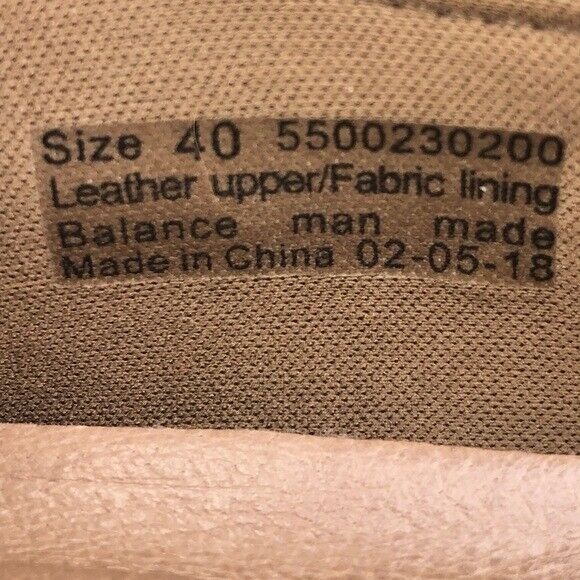 Size 40 5500230200
Leather upper/Fabric lining
Balance man made
Made in China 02-05-18